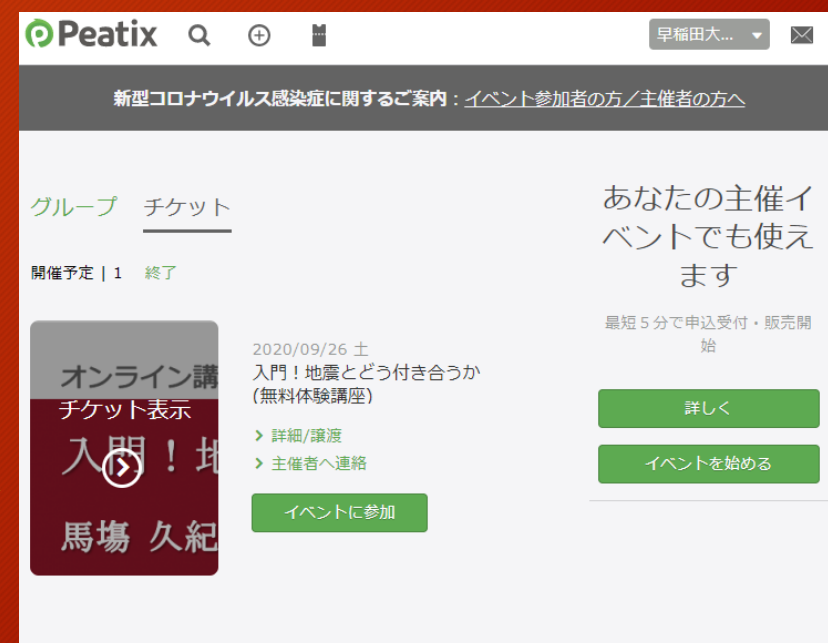 Peatix
早稲田大...
新型コロナウイルス感染症に関するご案内：イベント参加者の方／主催者の方へ
グループ チケット
開催予定 | 1 終了
オンライン講
チケット表示
入門！地
馬塲 久紀
2020/09/26 土
入門！地震とどう付き合うか
(無料体験講座)
詳細/譲渡
主催者へ連絡
イベントに参加
あなたの主催イ
ベントでも使え
ます
最短５分で申込受付・販売開
始
詳しく
イベントを始める